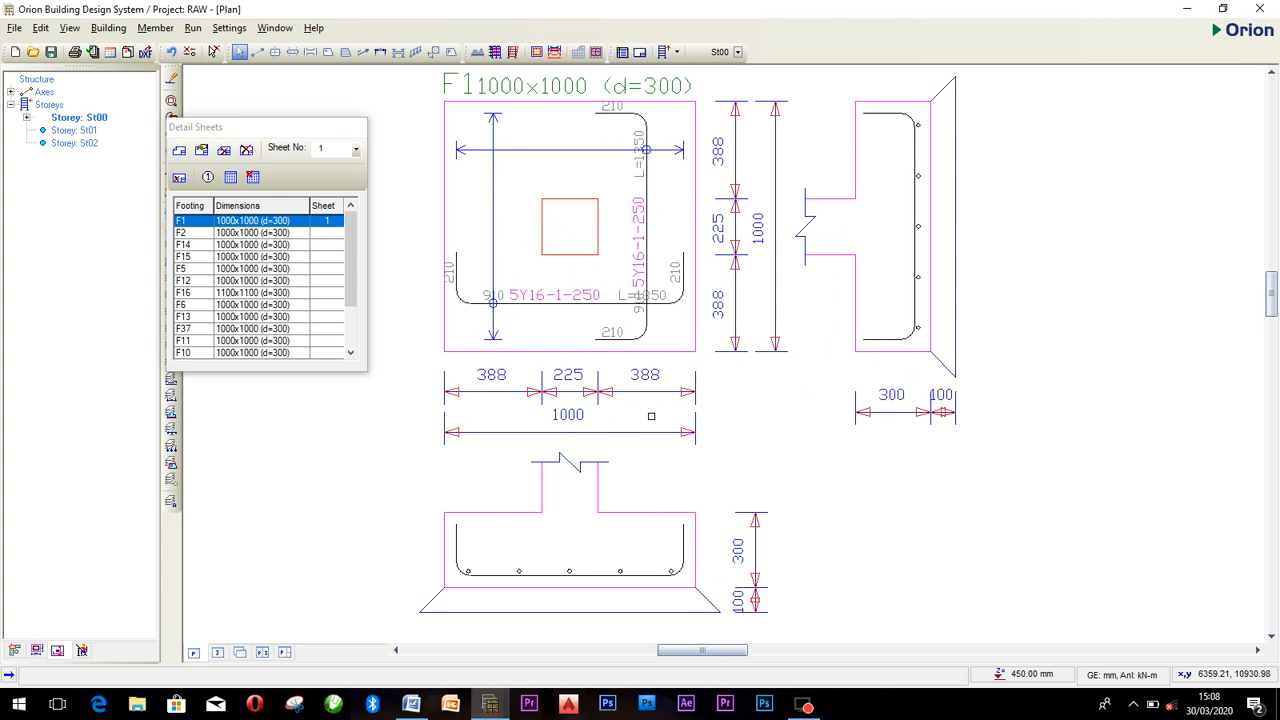 Orion Building Design System / Project: RAW - [Plan]
File Edit View Building Member Run Settings Window Help
Orion
St00
Structure
Axes
Storeys
Storey: St00
Storey: St01
Storey: St02
Detail Sheets
Sheet No: 1
Footing Dimensions Sheet
F1 1000x1000 (d=300) 1
F2 1000x1000 (d=300)
F14 1000x1000 (d=300)
F15 1000x1000 (d=300)
F5 1000x1000 (d=300)
F12 1000x1000 (d=300)
F16 1100x1100 (d=300)
F6 1000x1000 (d=300)
F13 1000x1000 (d=300)
F37 1000x1000 (d=300)
F11 1000x1000 (d=300)
F10 1000x1000 (d=300)
F1 1000x1000 (d=300)
210
L=1350
5Y16-1-250
910
210
210
910 5Y16-1-250 L=1350
210
388
225
388
1000
388 225 388
1000
300 100
300
100
450.00 mm
GE: mm, Anl: kN-m
x,y 6359.21, 10930.98
15:08
30/03/2020
2